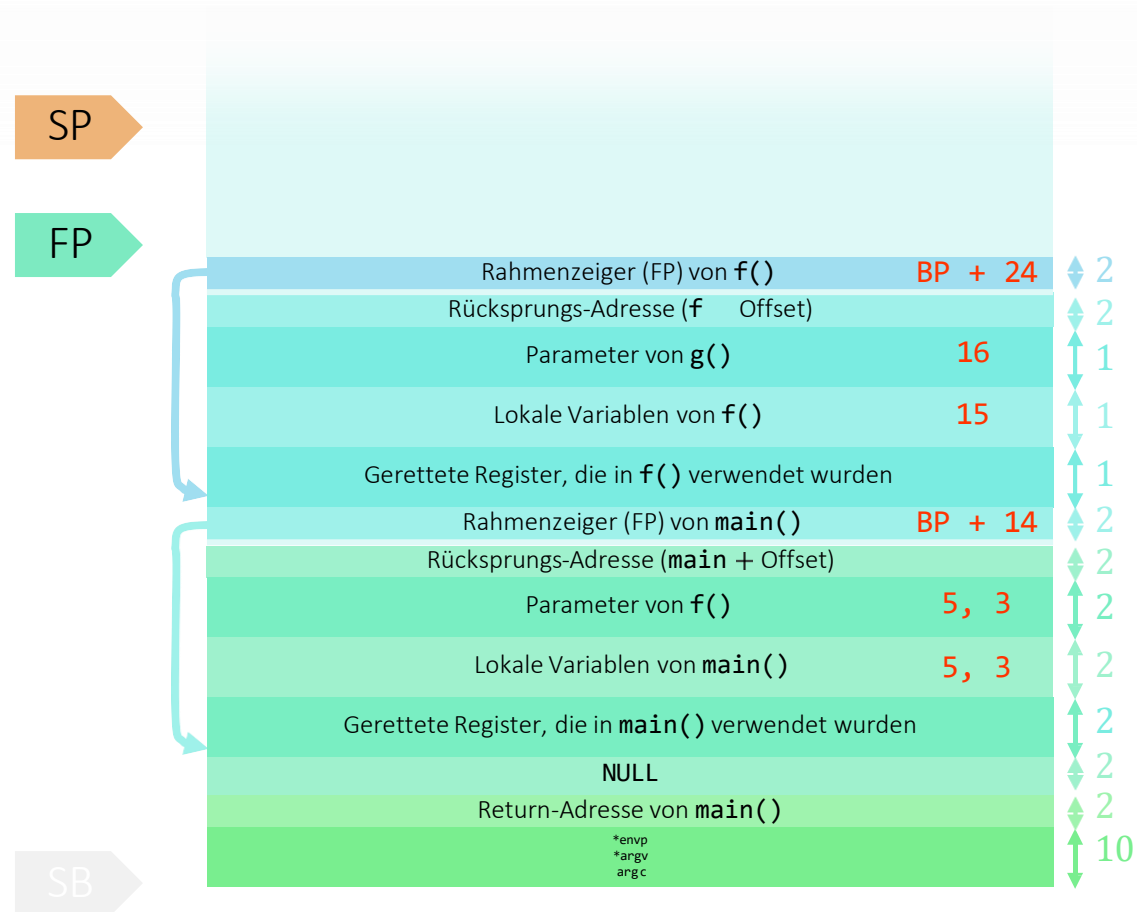 SP
FP
Rahmenzeiger (FP) von f() BP + 24 2
Rücksprungs-Adresse (f Offset) 2
Parameter von g() 16 1
Lokale Variablen von f() 15 1
Gerettete Register, die in f() verwendet wurden 1
Rahmenzeiger (FP) von main() BP + 14 2
Rücksprungs-Adresse (main + Offset) 2
Parameter von f() 5, 3 2
Lokale Variablen von main() 5, 3 2
Gerettete Register, die in main() verwendet wurden 2
NULL 2
Return-Adresse von main() 2
*envp
*argv 10
argc
SB